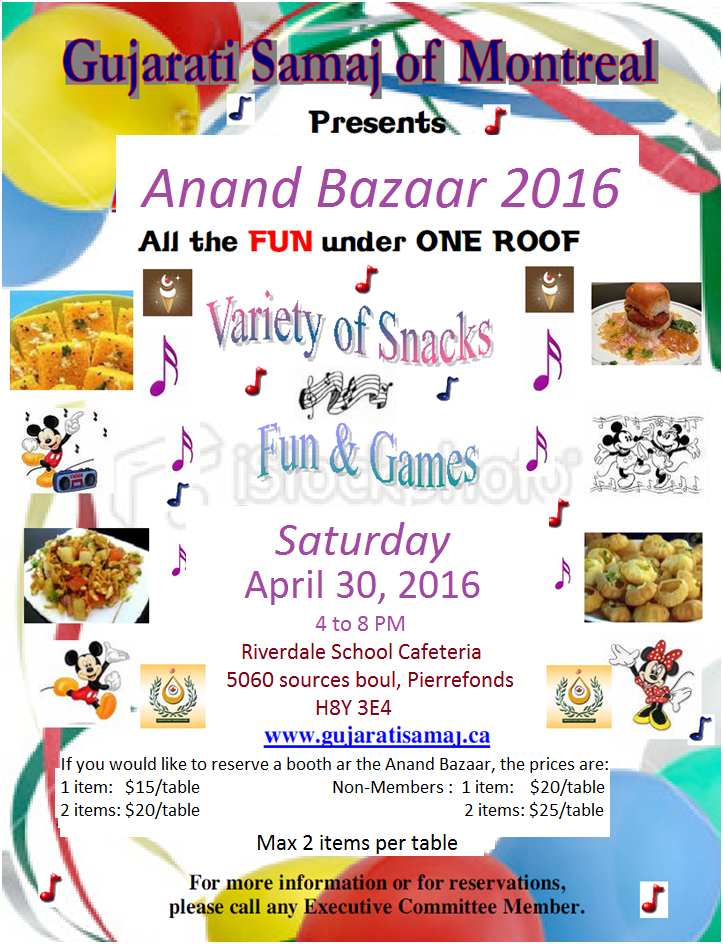 Gujarati Samaj of Montreal
Presents
Anand Bazaar 2016
All the FUN under ONE ROOF
Variety of Snacks
Fun & Games
iStockphoto
Saturday
April 30, 2016
4 to 8 PM
Riverdale School Cafeteria
5060 sources boul, Pierrefonds
H8Y 3E4
www.gujaratisamaj.ca
If you would like to reserve a booth ar the Anand Bazaar, the prices are:
1 item: $15/table Non-Members : 1 item: $20/table
2 items: $20/table 2 items: $25/table
Max 2 items per table
For more information or for reservations,
please call any Executive Committee Member.